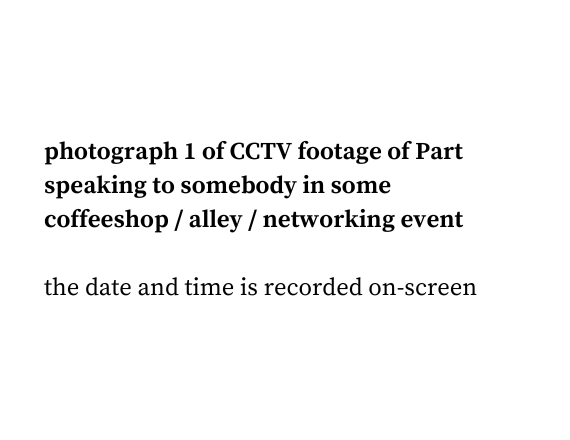 photograph 1 of CCTV footage of Part
speaking to somebody in some
coffeeshop / alley / networking event
the date and time is recorded on-screen